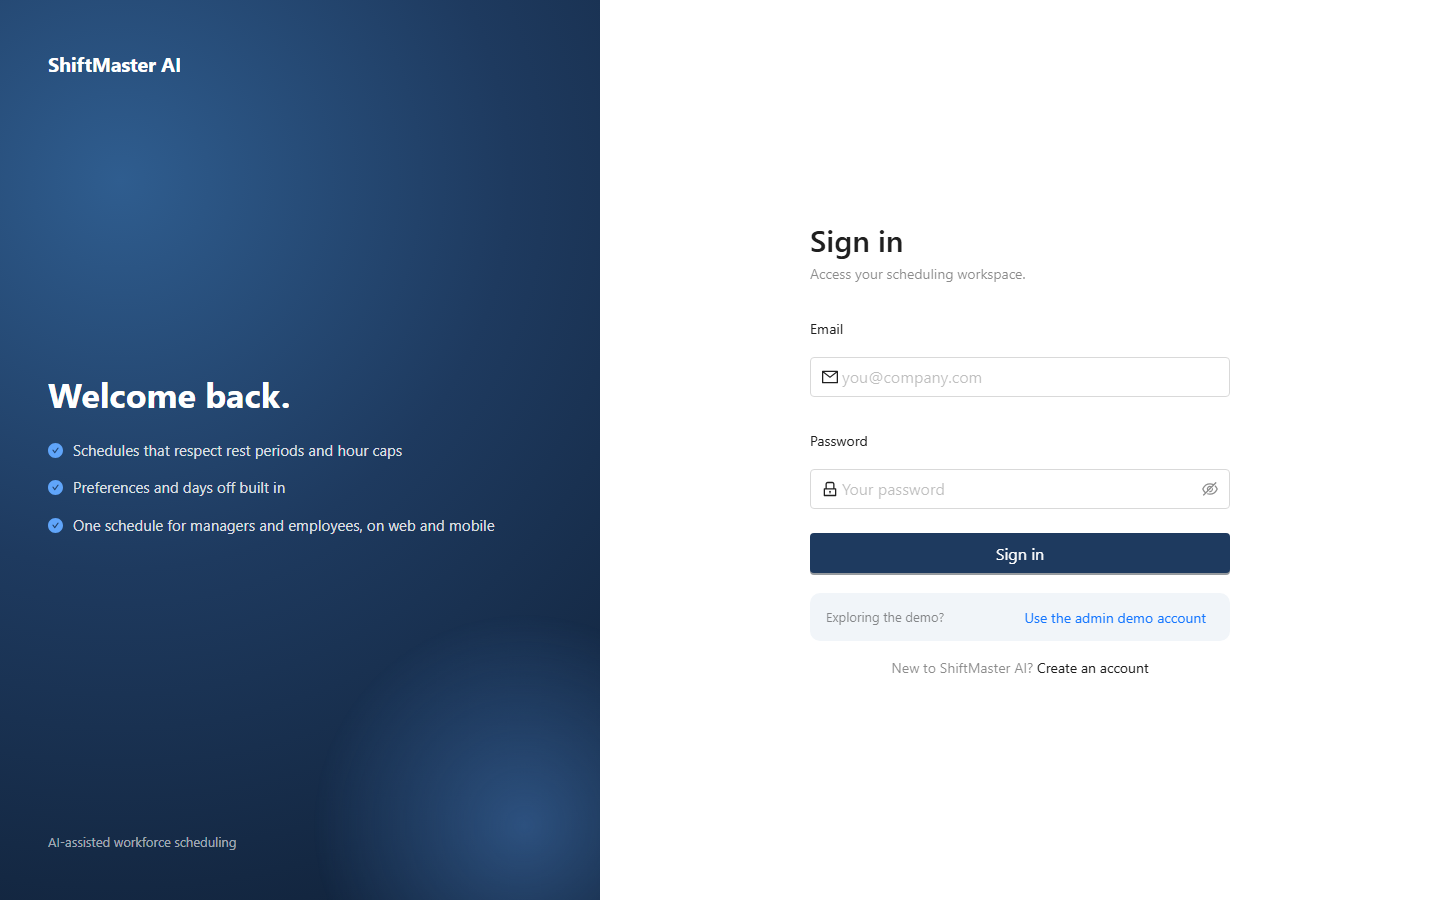 ShiftMaster AI
Welcome back.
Schedules that respect rest periods and hour caps
Preferences and days off built in
One schedule for managers and employees, on web and mobile
AI-assisted workforce scheduling
Sign in
Access your scheduling workspace.
Email
you@company.com
Password
Your password
Sign in
Exploring the demo? Use the admin demo account
New to ShiftMaster AI? Create an account